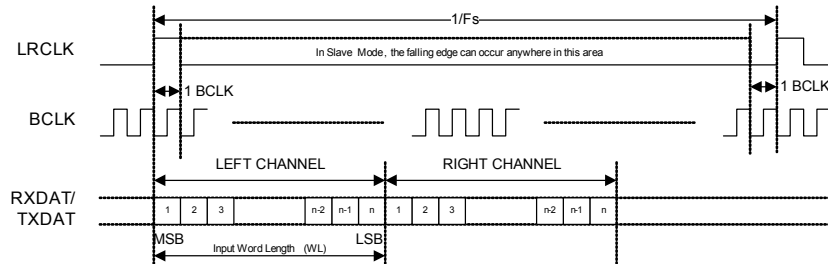 1/Fs
LRCLK
In Slave Mode, the falling edge can occur anywhere in this area
1 BCLK
1 BCLK
BCLK
LEFT CHANNEL
RIGHT CHANNEL
RXDAT/
TXDAT
1 2 3 n-2 n-1 n 1 2 3 n-2 n-1 n
MSB
LSB
Input Word Length (WL)